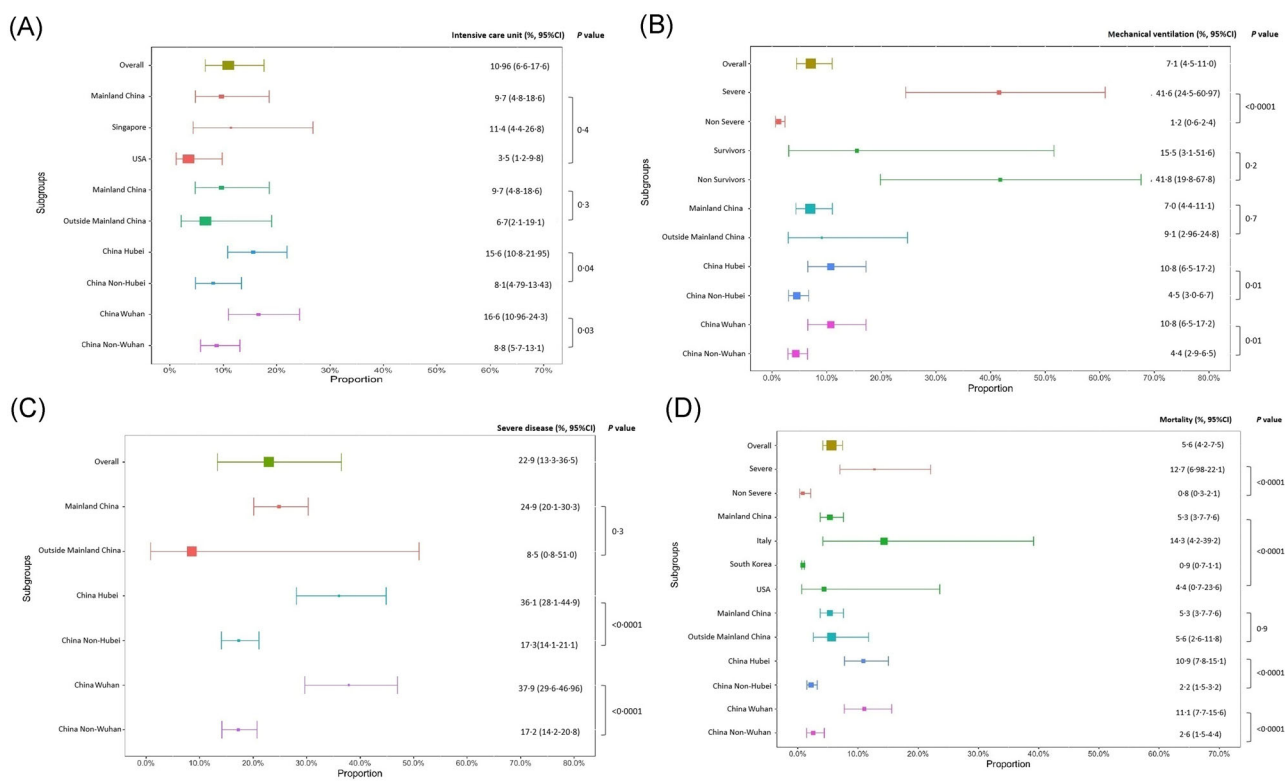 (A)
Intensive care unit (%, 95%CI) P value
Overall 10·96 (6·6-17·6)
Mainland China 9·7 (4·8-18·6)
Singapore 11·4 (4·4-26·8) 0·4
USA 3·5 (1·2-9·8)
Mainland China 9·7 (4·8-18·6)
0·3
Outside Mainland China 6·7(2·1-19·1)
China Hubei 15·6 (10·8-21·95)
0·04
China Non-Hubei 8·1(4·79-13·43)
China Wuhan 16·6 (10·96-24·3)
0·03
China Non-Wuhan 8·8 (5·7-13·1)
Subgroups
0% 10% 20% 30% 40% 50% 60% 70%
Proportion
(B)
Mechanical ventilation (%, 95%CI) P value
Overall 7·1 (4·5-11·0)
Severe 41·6 (24·5-60·97)
<0·0001
Non Severe 1·2 (0·6-2·4)
Survivors 15·5 (3·1-51·6)
0·2
Non Survivors 41·8 (19·8-67·8)
Mainland China 7·0 (4·4-11·1)
0·7
Outside Mainland China 9·1 (2·96-24·8)
China Hubei 10·8 (6·5-17·2)
0·01
China Non-Hubei 4·5 (3·0-6·7)
China Wuhan 10·8 (6·5-17·2)
0·01
China Non-Wuhan 4·4 (2·9-6·5)
Subgroups
0.0% 10.0% 20.0% 30.0% 40.0% 50.0% 60.0% 70.0% 80.0%
Proportion
(C)
Severe disease (%, 95%CI) P value
Overall 22·9 (13·3-36·5)
Mainland China 24·9 (20·1-30·3)
0·3
Outside Mainland China 8·5 (0·8-51·0)
China Hubei 36·1 (28·1-44·9)
<0·0001
China Non-Hubei 17·3(14·1-21·1)
China Wuhan 37·9 (29·6-46·96)
<0·0001
China Non-Wuhan 17·2 (14·2-20·8)
Subgroups
0·0% 10·0% 20·0% 30·0% 40·0% 50·0% 60·0% 70·0%
Proportion
(D)
Mortality (%, 95%CI) P value
Overall 5·6 (4·2-7·5)
Severe 12·7 (6·98-22·1)
<0·0001
Non Severe 0·8 (0·3-2·1)
Mainland China 5·3 (3·7-7·6)
Italy 14·3 (4·2-39·2)
<0·0001
South Korea 0·9 (0·7-1·1)
USA 4·4 (0·7-23·6)
Mainland China 5·3 (3·7-7·6)
0·9
Outside Mainland China 5·6 (2·6-11·8)
China Hubei 10·9 (7·8-15·1)
<0·0001
China Non-Hubei 2·2 (1·5-3·2)
China Wuhan 11·1 (7·7-15·6)
<0·0001
China Non-Wuhan 2·6 (1·5-4·4)
Subgroups
0.0% 10.0% 20.0% 30.0% 40.0% 50.0% 60.0% 70.0%
Proportion